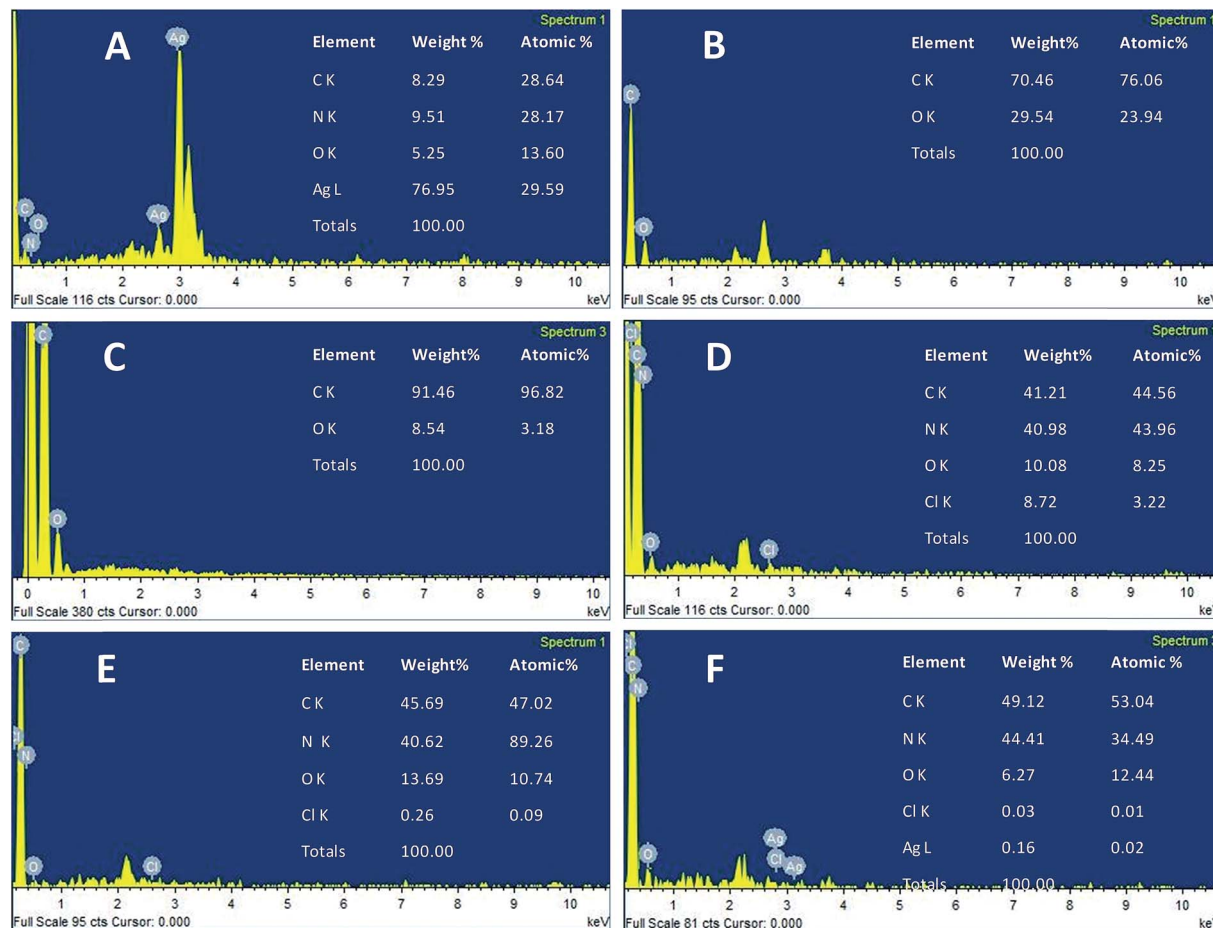 Spectrum 1
A
Element Weight % Atomic %
C K 8.29 28.64
N K 9.51 28.17
O K 5.25 13.60
Ag L 76.95 29.59
Totals 100.00
Ag
Ag
C
O
N
1 2 3 4 5 6 7 8 9 10
Full Scale 116 cts Cursor: 0.000 keV
Spectrum 1
B
Element Weight% Atomic%
C K 70.46 76.06
O K 29.54 23.94
Totals 100.00
C
O
1 2 3 4 5 6 7 8 9 10
Full Scale 95 cts Cursor: 0.000 ke
Spectrum 3
C
Element Weight% Atomic%
C K 91.46 96.82
O K 8.54 3.18
Totals 100.00
C
O
0 1 2 3 4 5 6 7 8 9 10
Full Scale 380 cts Cursor: 0.000 keV
Spectrum
D
Element Weight% Atomic%
C K 41.21 44.56
N K 40.98 43.96
O K 10.08 8.25
Cl K 8.72 3.22
Totals 100.00
Cl
C
N
O
Cl
1 2 3 4 5 6 7 8 9 10
Full Scale 116 cts Cursor: 0.000 ke
Spectrum 1
E
Element Weight% Atomic%
C K 45.69 47.02
N K 40.62 89.26
O K 13.69 10.74
Cl K 0.26 0.09
Totals 100.00
C
Cl
N
O
Cl
1 2 3 4 5 6 7 8 9 10
Full Scale 95 cts Cursor: 0.000 keV
Spectrum
F
Element Weight % Atomic %
C K 49.12 53.04
N K 44.41 34.49
O K 6.27 12.44
Cl K 0.03 0.01
Ag L 0.16 0.02
Totals 100.00
Cl
C
N
O
Ag
Cl
Ag
1 2 3 4 5 6 7 8 9 10
Full Scale 81 cts Cursor: 0.000 ke